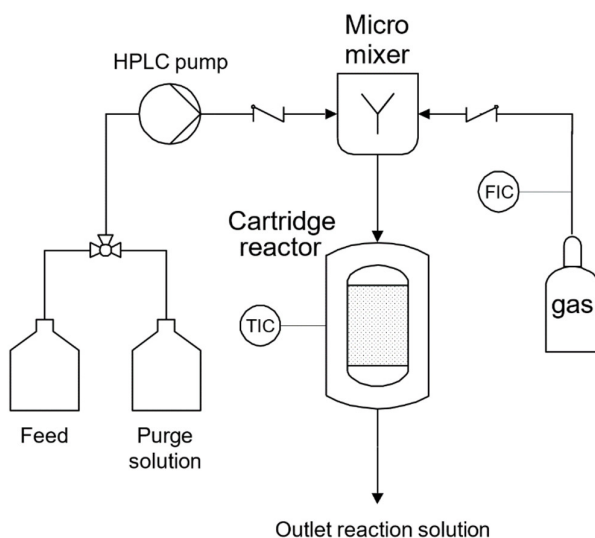 Micro
mixer
HPLC pump
FIC
Cartridge
reactor
gas
TIC
Feed
Purge
solution
Outlet reaction solution